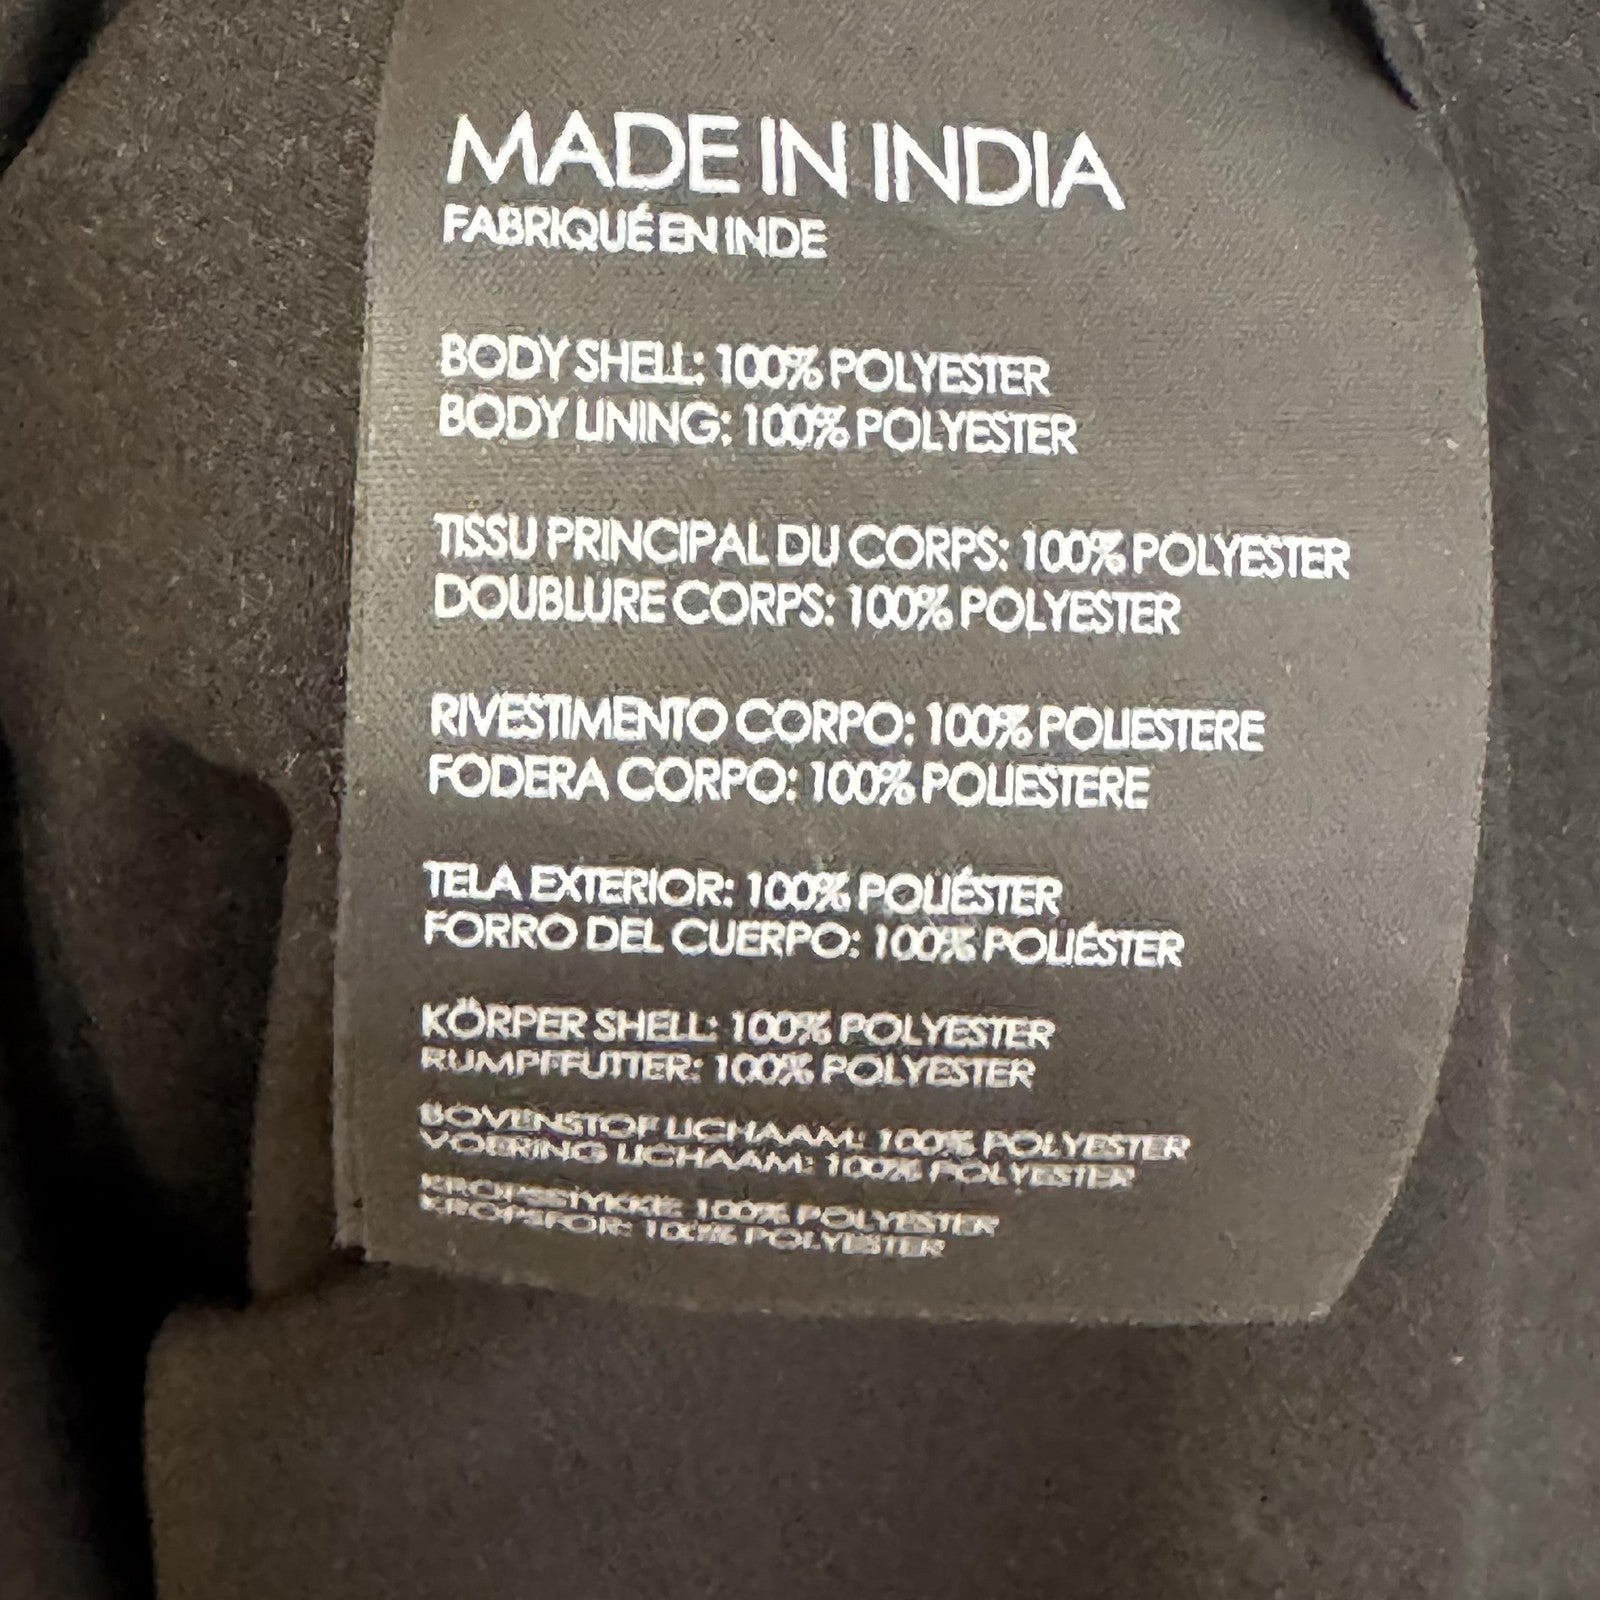 MADE IN INDIA
FABRIQUÉ EN INDE
BODY SHELL: 100% POLYESTER
BODY LINING: 100% POLYESTER
TISSU PRINCIPAL DU CORPS: 100% POLYESTER
DOUBLURE CORPS: 100% POLYESTER
RIVESTIMENTO CORPO: 100% POLIESTERE
FODERA CORPO: 100% POLIESTERE
TELA EXTERIOR: 100% POLIÉSTER
FORRO DEL CUERPO: 100% POLIÉSTER
KÖRPER SHELL: 100% POLYESTER
RUMPFFUTTER: 100% POLYESTER
BOVENSTOF LICHAAM: 100% POLYESTER
VOERING LICHAAM: 100% POLYESTER
KROPSSTYKKE: 100% POLYESTER
KROPSFOR: 100% POLYESTER